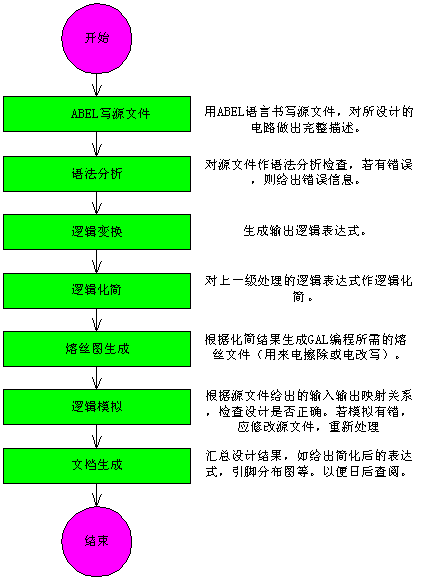 开始
ABEL写源文件
用ABEL语言书写源文件，对所设计的
电路做出完整描述。
语法分析
对源文件作语法分析检查，若有错误
，则给出错误信息。
逻辑变换
生成输出逻辑表达式。
逻辑化简
对上一级处理的逻辑表达式作逻辑化
简。
熔丝图生成
根据化简结果生成GAL编程所需的熔
丝文件（用来电擦除或电改写）。
逻辑模拟
根据源文件给出的输入输出映射关系
，检查设计是否正确。若模拟有错，
应修改源文件，重新处理
文档生成
汇总设计结果，如给出简化后的表达
式，引脚分布图等。以便日后查阅。
结束